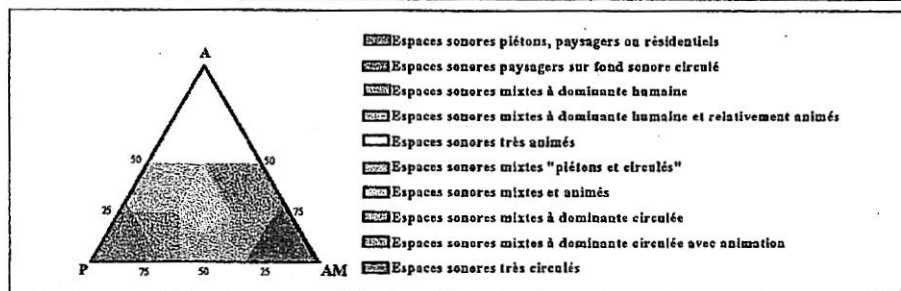 A
50
50
25
75
P
75
50
25
AM
Espaces sonores piétons, paysagers ou résidentiels
Espaces sonores paysagers sur fond sonore circulé
Espaces sonores mixtes à dominante humaine
Espaces sonores mixtes à dominante humaine et relativement animés
Espaces sonores très animés
Espaces sonores mixtes "piétons et circulés"
Espaces sonores mixtes et animés
Espaces sonores mixtes à dominante circulée
Espaces sonores mixtes à dominante circulée avec animation
Espaces sonores très circulés